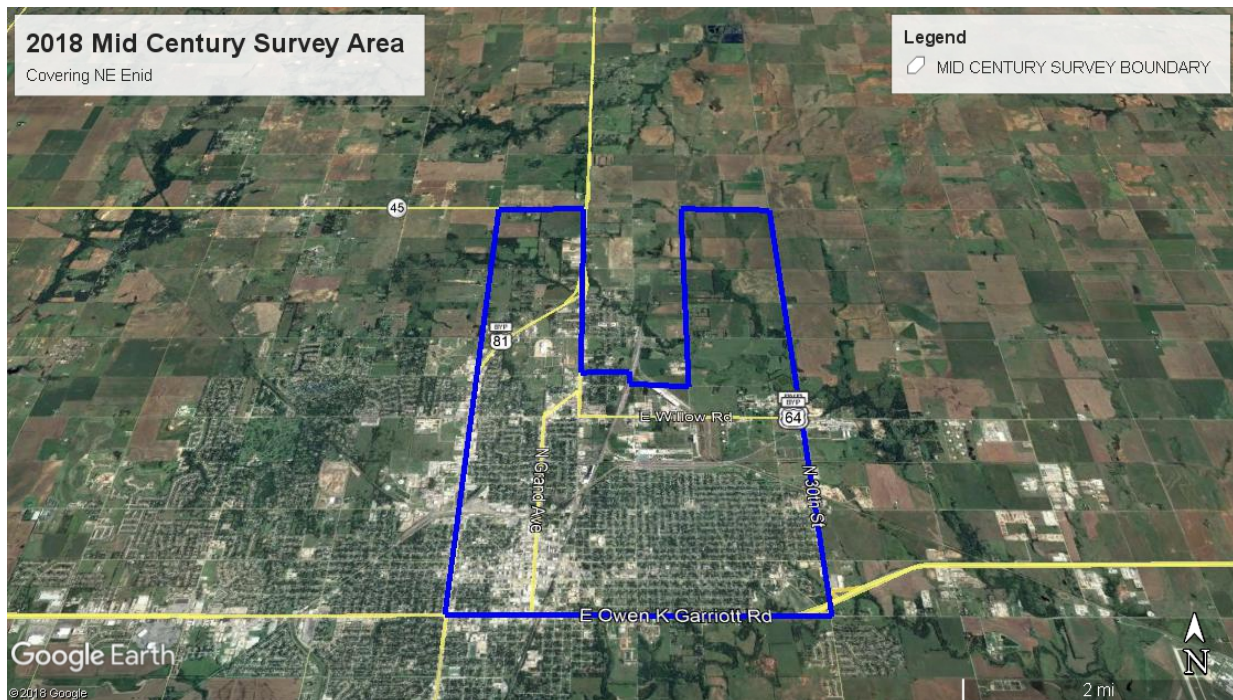 2018 Mid Century Survey Area
Covering NE Enid
Legend
MID CENTURY SURVEY BOUNDARY
45
BYP
81
E Willow Rd
BYP
64
N Grand Ave
N 30th St
E Owen K Garriott Rd
Google Earth
©2018 Google
2 mi
N